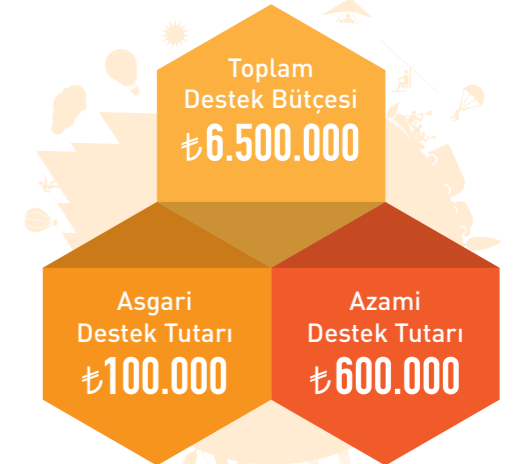 Toplam
Destek Bütçesi
₺6.500.000
Asgari
Destek Tutarı
₺100.000
Azami
Destek Tutarı
₺600.000